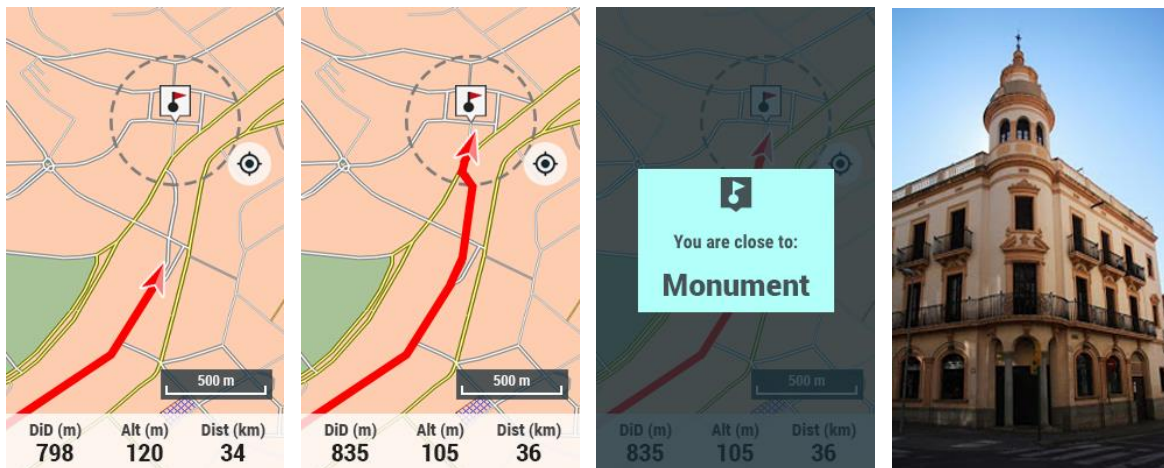 500 m
DiD (m) Alt (m) Dist (km)
798 120 34
500 m
DiD (m) Alt (m) Dist (km)
835 105 36
You are close to:
Monument
500 m
DiD (m) Alt (m) Dist (km)
835 105 36